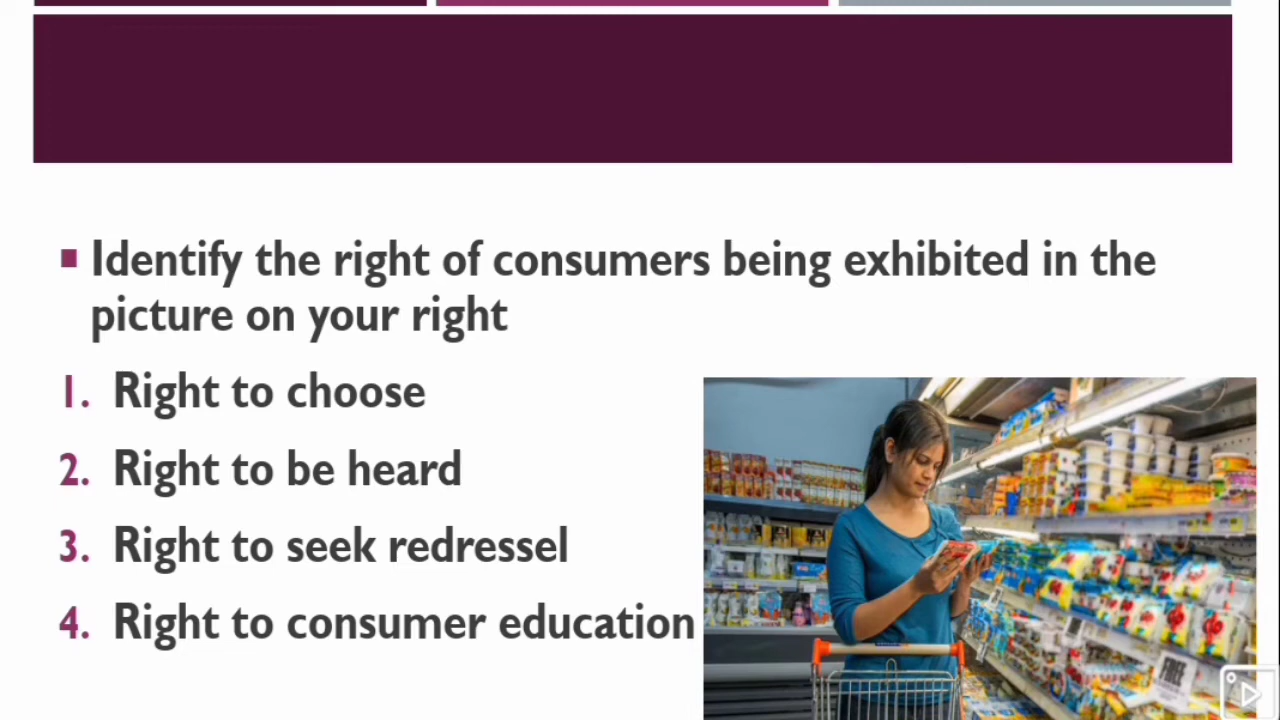 Identify the right of consumers being exhibited in the
picture on your right
1. Right to choose
2. Right to be heard
3. Right to seek redressel
4. Right to consumer education
FREE